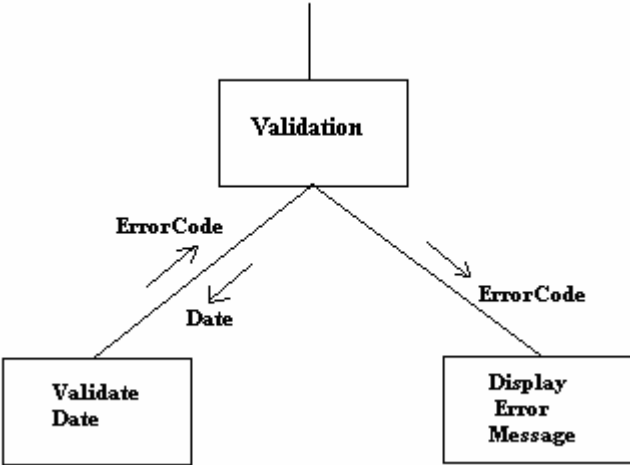 Validation
ErrorCode
Date
ErrorCode
Validate
Date
Display
Error
Message